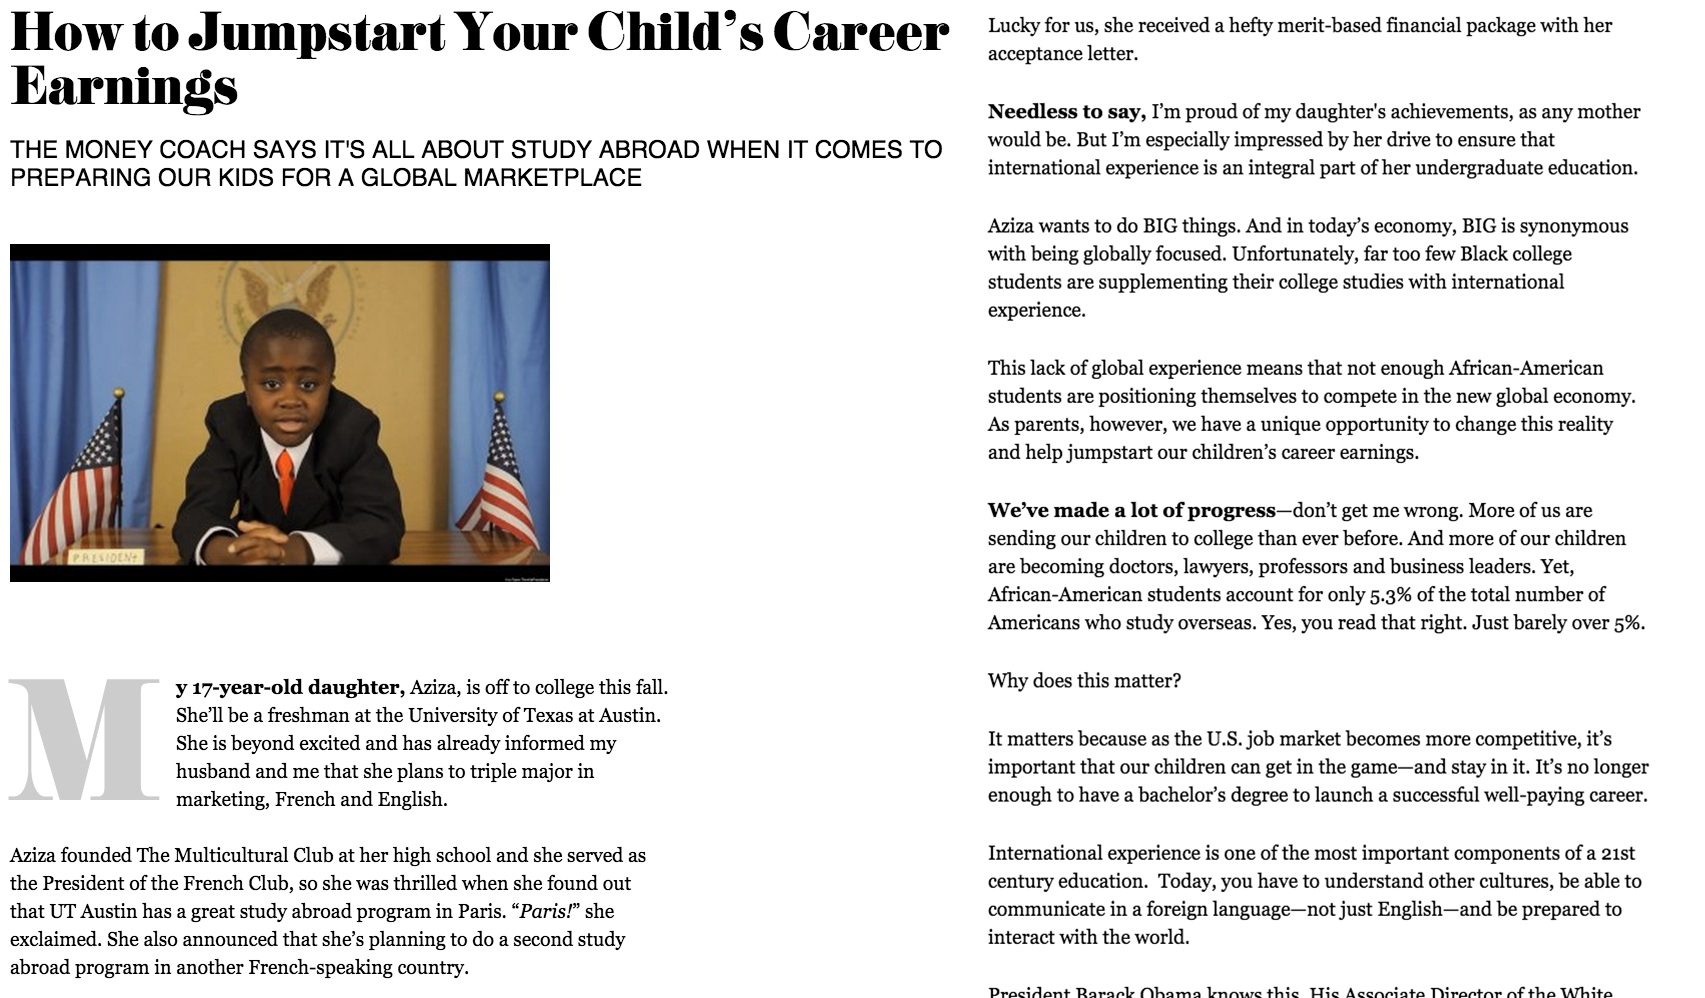 How to Jumpstart Your Child’s Career
Earnings
THE MONEY COACH SAYS IT'S ALL ABOUT STUDY ABROAD WHEN IT COMES TO
PREPARING OUR KIDS FOR A GLOBAL MARKETPLACE
PRESIDENT
My 17-year-old daughter, Aziza, is off to college this fall.
She’ll be a freshman at the University of Texas at Austin.
She is beyond excited and has already informed my
husband and me that she plans to triple major in
marketing, French and English.
Aziza founded The Multicultural Club at her high school and she served as
the President of the French Club, so she was thrilled when she found out
that UT Austin has a great study abroad program in Paris. “Paris!” she
exclaimed. She also announced that she’s planning to do a second study
abroad program in another French-speaking country.
Lucky for us, she received a hefty merit-based financial package with her
acceptance letter.
Needless to say, I’m proud of my daughter's achievements, as any mother
would be. But I’m especially impressed by her drive to ensure that
international experience is an integral part of her undergraduate education.
Aziza wants to do BIG things. And in today’s economy, BIG is synonymous
with being globally focused. Unfortunately, far too few Black college
students are supplementing their college studies with international
experience.
This lack of global experience means that not enough African-American
students are positioning themselves to compete in the new global economy.
As parents, however, we have a unique opportunity to change this reality
and help jumpstart our children’s career earnings.
We’ve made a lot of progress—don’t get me wrong. More of us are
sending our children to college than ever before. And more of our children
are becoming doctors, lawyers, professors and business leaders. Yet,
African-American students account for only 5.3% of the total number of
Americans who study overseas. Yes, you read that right. Just barely over 5%.
Why does this matter?
It matters because as the U.S. job market becomes more competitive, it’s
important that our children can get in the game—and stay in it. It’s no longer
enough to have a bachelor’s degree to launch a successful well-paying career.
International experience is one of the most important components of a 21st
century education.  Today, you have to understand other cultures, be able to
communicate in a foreign language—not just English—and be prepared to
interact with the world.
President Barack Obama knows this. His Associate Director of the White